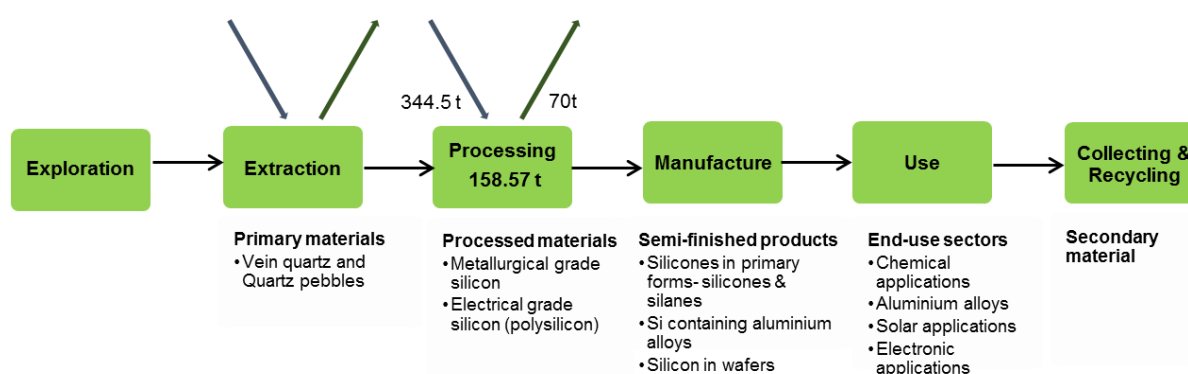 344.5 t
70t
Exploration
Extraction
Processing
158.57 t
Manufacture
Use
Collecting &
Recycling
Primary materials
•Vein quartz and
Quartz pebbles
Processed materials
•Metallurgical grade
silicon
•Electrical grade
silicon (polysilicon)
Semi-finished products
•Silicones in primary
forms- silicones &
silanes
•Si containing aluminium
alloys
•Silicon in wafers
End-use sectors
•Chemical
applications
•Aluminium alloys
•Solar applications
•Electronic
applications
Secondary
material